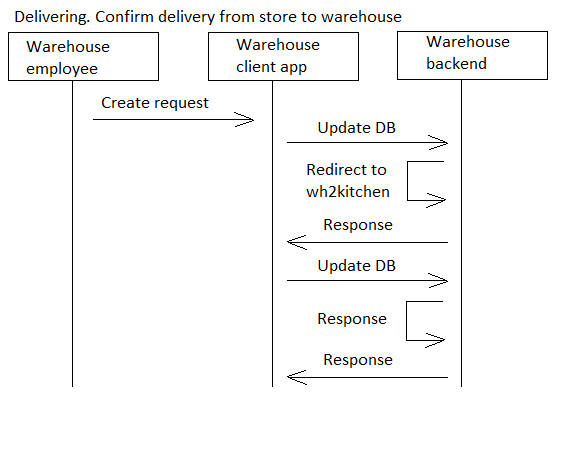 Delivering. Confirm delivery from store to warehouse
Warehouse
employee
Warehouse
client app
Warehouse
backend
Create request
Update DB
Redirect to
wh2kitchen
Response
Update DB
Response
Response